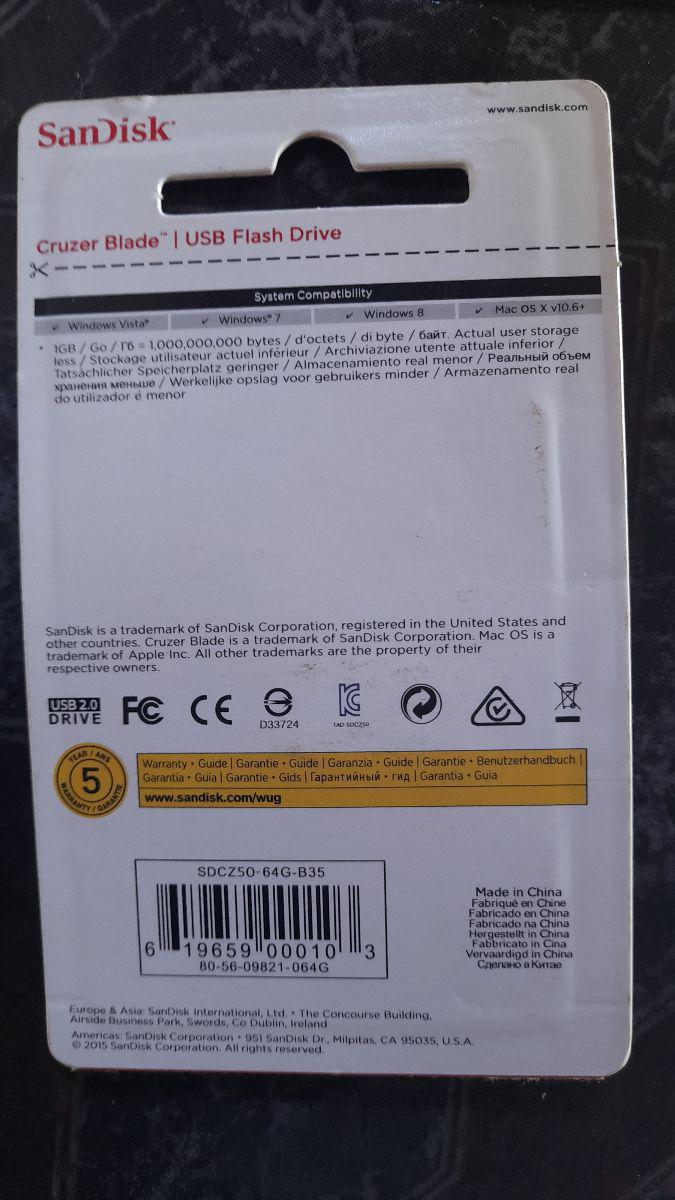 www.sandisk.com
SanDisk®
Cruzer Blade™ | USB Flash Drive
System Compatibility
✓ Windows Vista® ✓ Windows® 7 ✓ Windows 8 ✓ Mac OS X v10.6+
* 1GB / Go / Гб = 1,000,000,000 bytes / d'octets / di byte / байт. Actual user storage
less / Stockage utilisateur actuel inférieur / Archiviazione utente attuale inferior /
Tatsächlicher Speicherplatz geringer / Almacenamiento real menor / Реальный объем
хранения меньше / Werkelijke opslag voor gebruikers minder / Armazenamento real
do utilizador é menor
SanDisk is a trademark of SanDisk Corporation, registered in the United States and
other countries. Cruzer Blade is a trademark of SanDisk Corporation. Mac OS is a
trademark of Apple Inc. All other trademarks are the property of their
respective owners.
USB 2.0
DRIVE
FC
CE
D33724
TAD-SDCZ50
YEAR / ANS
5
WARRANTY / GARANTIE
Warranty • Guide | Garantie • Guide | Garanzia • Guide | Garantie • Benutzerhandbuch |
Garantía • Guía | Garantie • Gids | Гарантийный • гид | Garantia • Guia
www.sandisk.com/wug
SDCZ50-64G-B35
6 19659 00010 3
80-56-09821-064G
Made in China
Fabriqué en Chine
Fabricado en China
Fabricado na China
Hergestellt in China
Fabbricato in Cina
Vervaardigd in China
Сделано в Китае
Europe & Asia: SanDisk International, Ltd. • The Concourse Building,
Airside Business Park, Swords, Co Dublin, Ireland
Americas: SanDisk Corporation • 951 SanDisk Dr., Milpitas, CA 95035, U.S.A.
© 2015 SanDisk Corporation. All rights reserved.